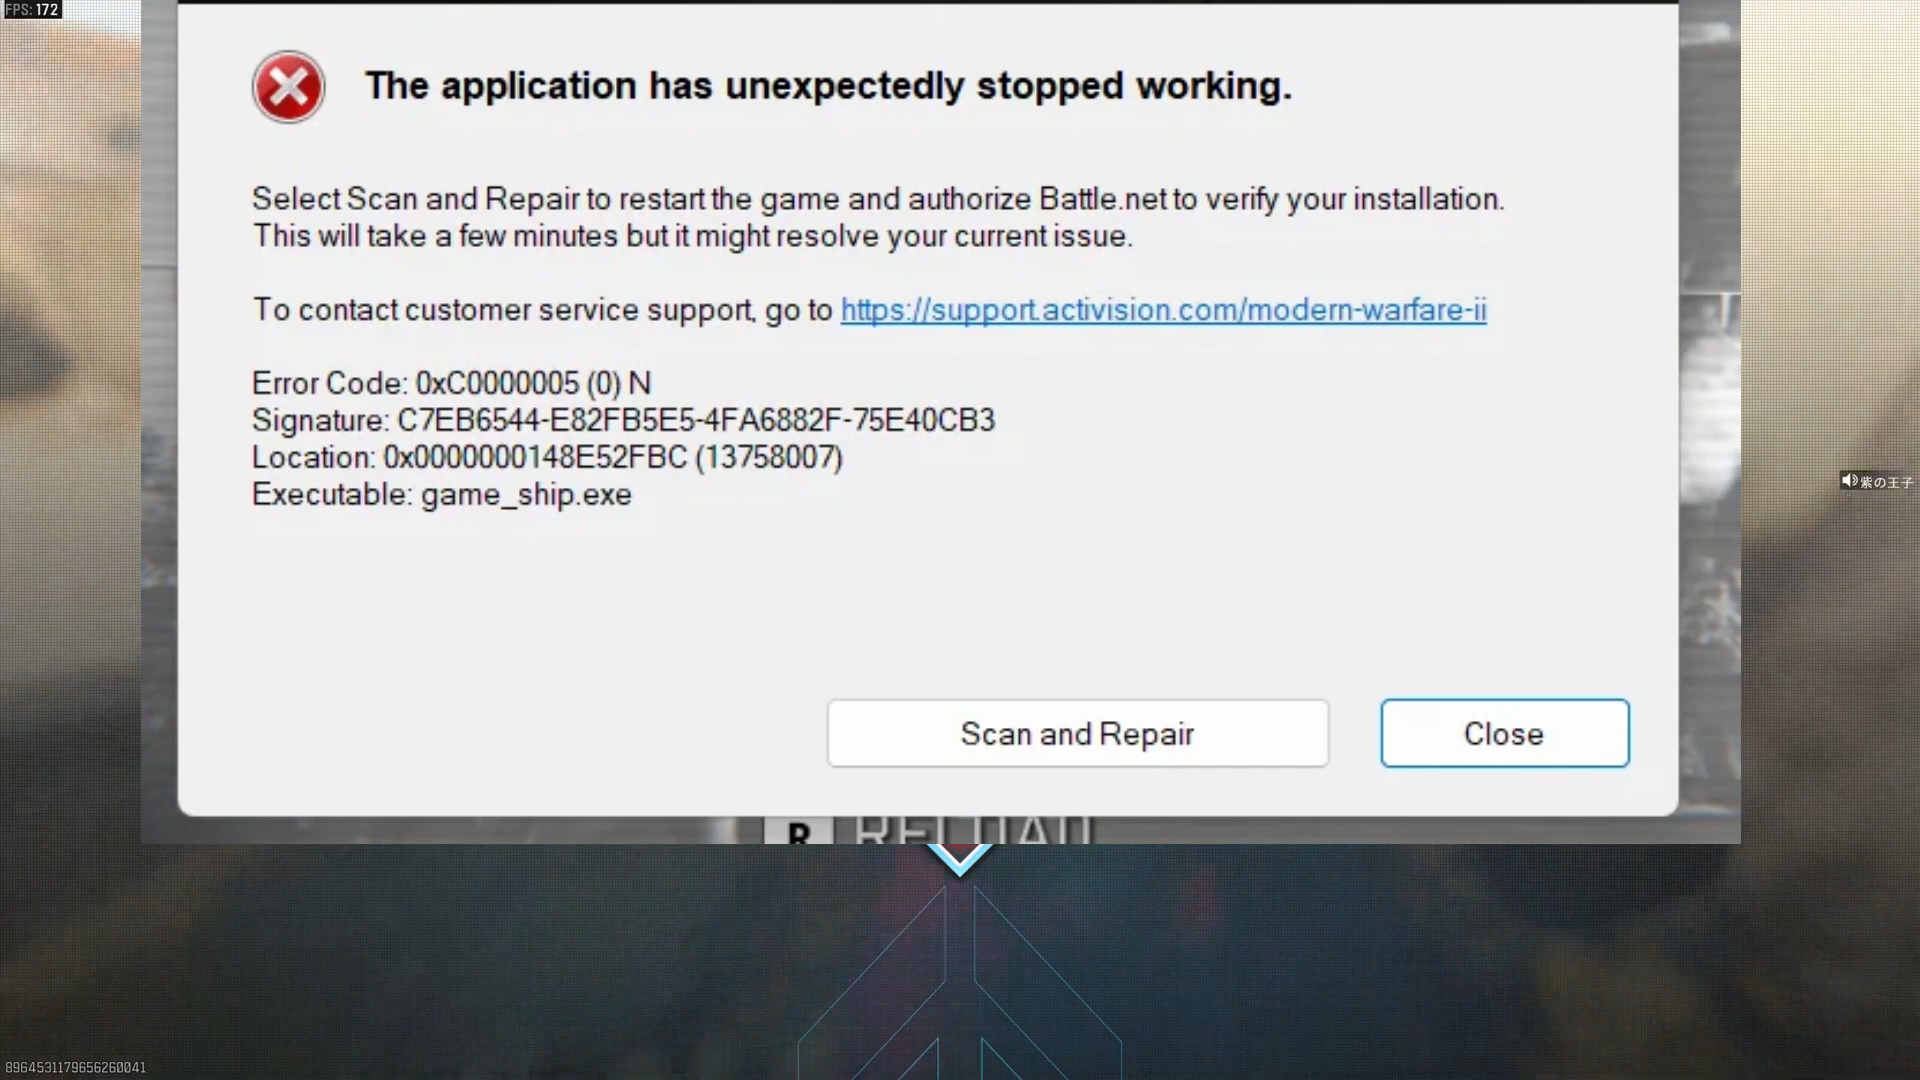 FPS: 172
The application has unexpectedly stopped working.
Select Scan and Repair to restart the game and authorize Battle.net to verify your installation.
This will take a few minutes but it might resolve your current issue.
To contact customer service support, go to https://support.activision.com/modern-warfare-ii
Error Code: 0xC0000005 (0) N
Signature: C7EB6544-E82FB5E5-4FA6882F-75E40CB3
Location: 0x0000000148E52FBC (13758007)
Executable: game_ship.exe
紫の王子
Scan and Repair
Close
R RELOAD
8964531179656260041